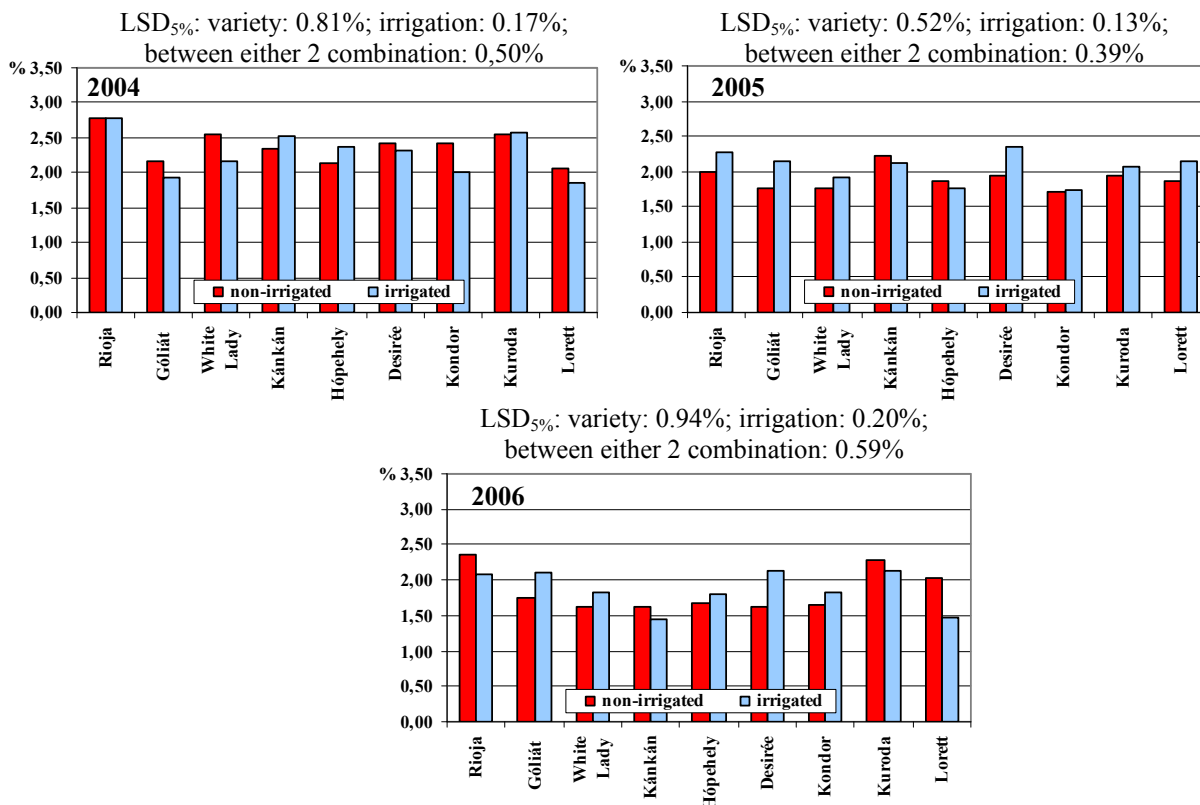 LSD5%: variety: 0.81%; irrigation: 0.17%;
between either 2 combination: 0,50%
% 3,50
2004
3,00
2,50
2,00
1,50
1,00
0,50
0,00
non-irrigated irrigated
Rioja
Góliát
White
Lady
Kánkán
Hópehely
Desirée
Kondor
Kuroda
Lorett
LSD5%: variety: 0.52%; irrigation: 0.13%;
between either 2 combination: 0.39%
% 3,50
2005
3,00
2,50
2,00
1,50
1,00
0,50
0,00
non-irrigated irrigated
Rioja
Góliát
White
Lady
Kánkán
Hópehely
Desirée
Kondor
Kuroda
Lorett
LSD5%: variety: 0.94%; irrigation: 0.20%;
between either 2 combination: 0.59%
% 3,50
2006
3,00
2,50
2,00
1,50
1,00
0,50
0,00
non-irrigated irrigated
Rioja
Góliát
White
Lady
Kánkán
Hópehely
Desirée
Kondor
Kuroda
Lorett